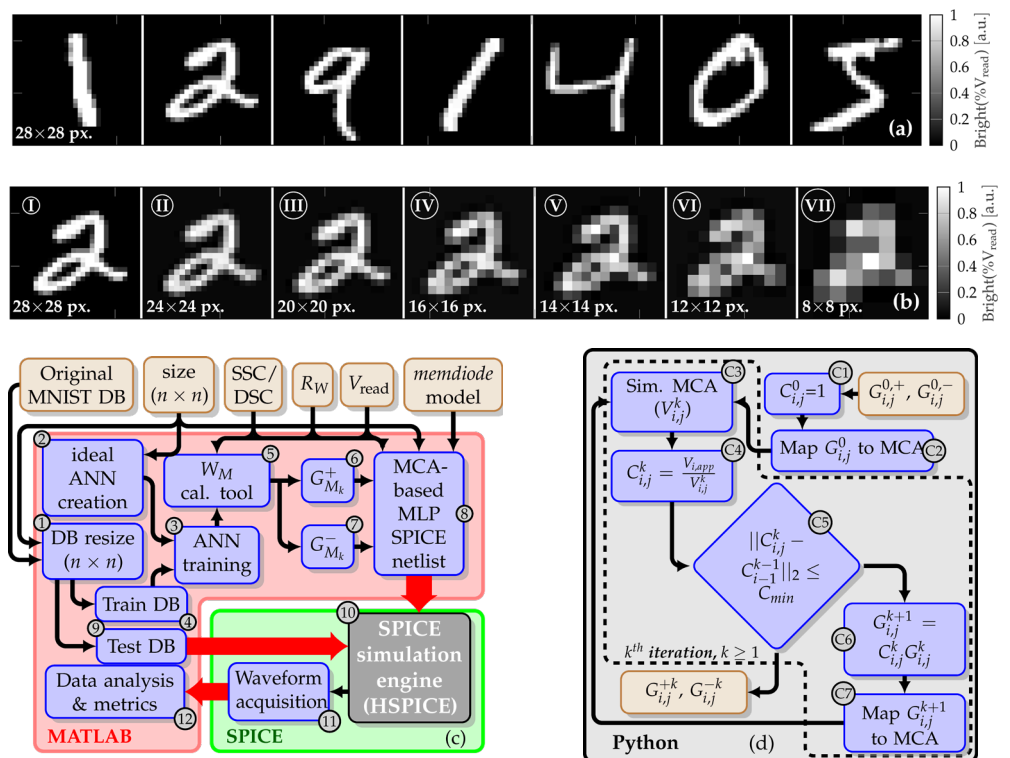 28×28 px.
(a)
1
0.8
0.6
0.4
0.2
0
Bright(%V_read) [a.u.]
I
II
III
IV
V
VI
VII
28×28 px.
24×24 px.
20×20 px.
16×16 px.
14×14 px.
12×12 px.
8×8 px.
(b)
1
0.8
0.6
0.4
0.2
0
Bright(%V_read) [a.u.]
Original
MNIST DB
size
(n × n)
SSC/
DSC
R_W
V_read
memdiode
model
2
ideal
ANN
creation
1
DB resize
(n × n)
3
ANN
training
Train DB
4
9
Test DB
5
W_M
cal. tool
6
G^+_{M_k}
7
G^-_{M_k}
MCA-
based
MLP
SPICE
netlist
8
10
SPICE
simulation
engine
(HSPICE)
Waveform
acquisition
11
Data analysis
& metrics
12
MATLAB
SPICE
(c)
C3
Sim. MCA
(V^k_{i,j})
C1
C^0_{i,j}=1
G^{0,+}_{i,j}, G^{0,-}_{i,j}
Map G^0_{i,j} to MCA
C2
C4
C^k_{i,j} = V_{i,app}/V^k_{i,j}
C5
||C^k_{i,j} −
C^{k-1}_{i-1}||_2 ≤
C_min
C6
G^{k+1}_{i,j} =
C^k_{i,j}G^k_{i,j}
k^th iteration, k ≥ 1
G^{+k}_{i,j}, G^{-k}_{i,j}
C7
Map G^{k+1}_{i,j}
to MCA
Python
(d)